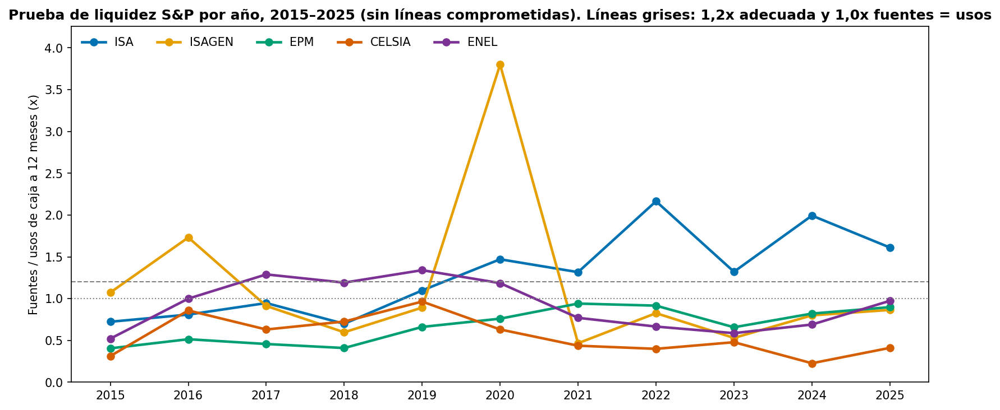 Prueba de liquidez S&P por año, 2015–2025 (sin líneas comprometidas). Líneas grises: 1,2x adecuada y 1,0x fuentes = usos
ISA
ISAGEN
EPM
CELSIA
ENEL
Fuentes / usos de caja a 12 meses (x)
4.0
3.5
3.0
2.5
2.0
1.5
1.0
0.5
0.0
2015 2016 2017 2018 2019 2020 2021 2022 2023 2024 2025